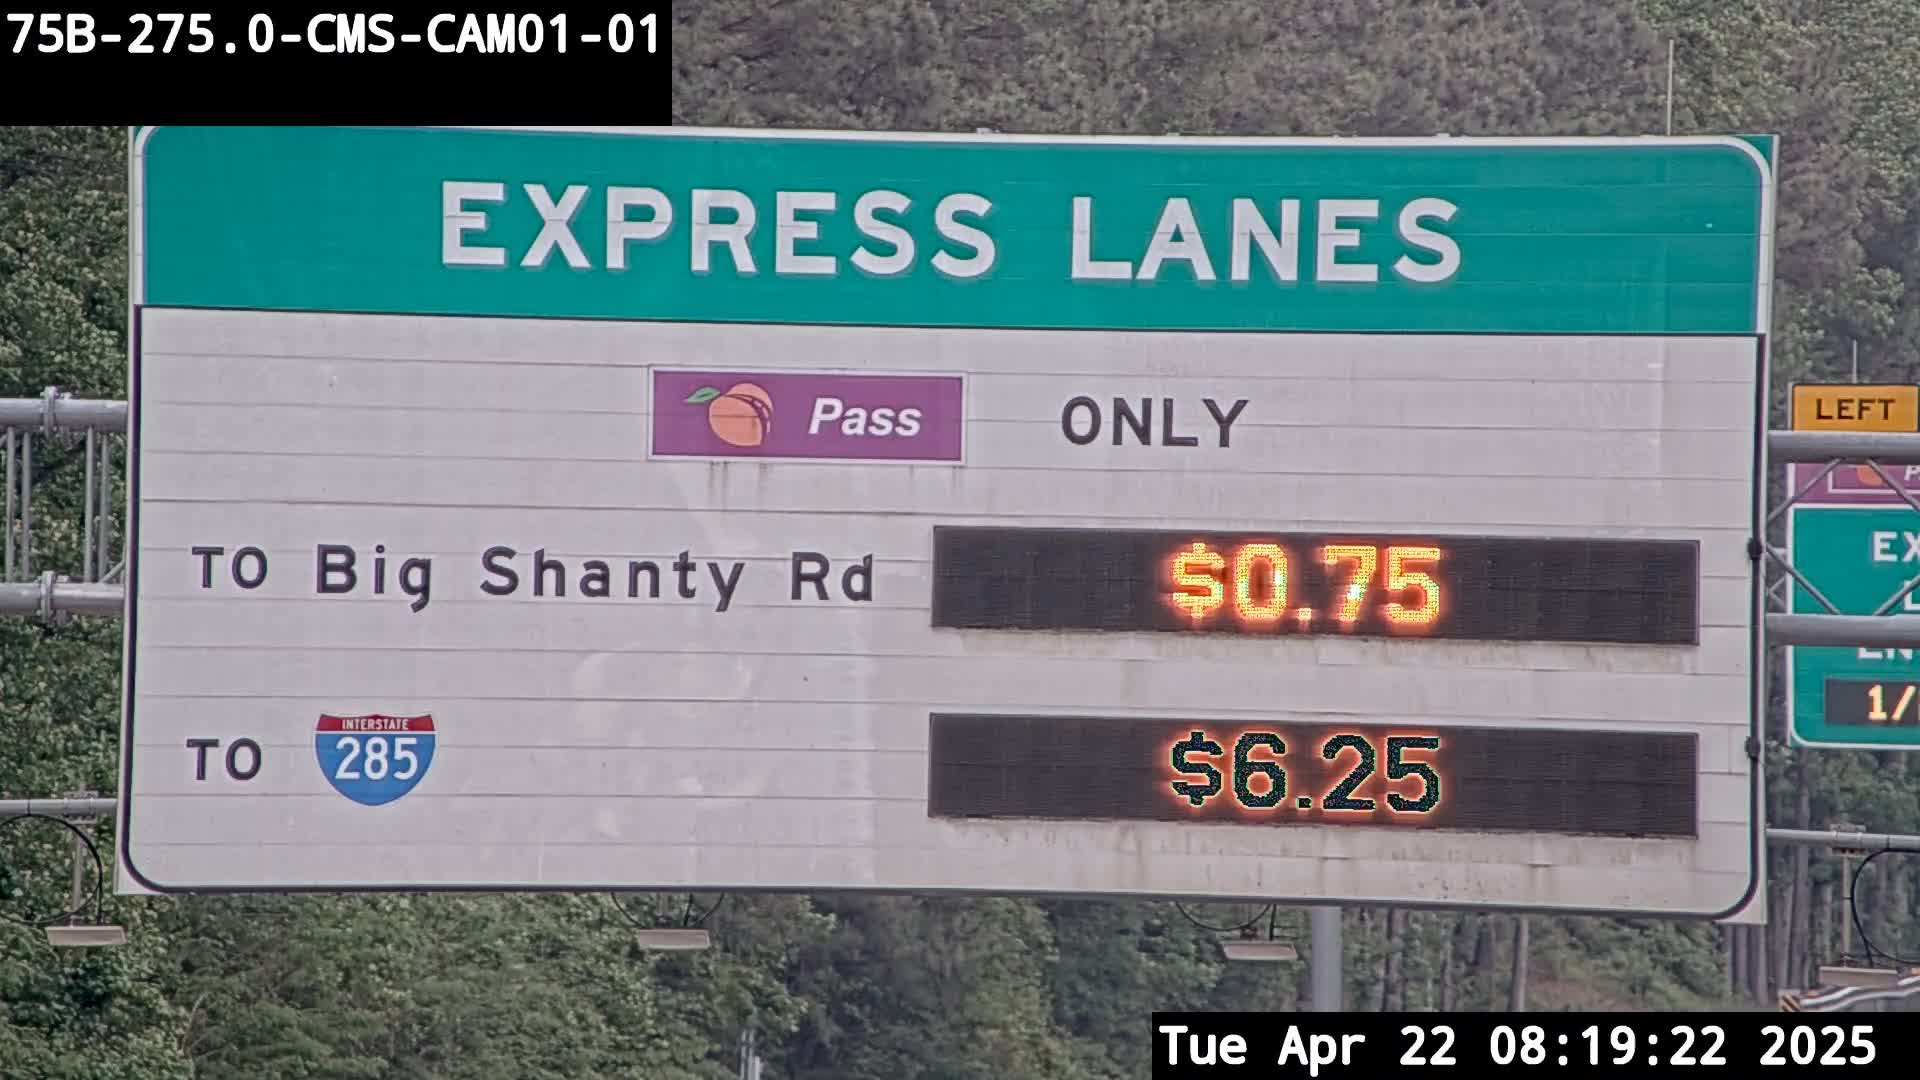 75B-275.0-CMS-CAM01-01
EXPRESS LANES
Pass ONLY
TO Big Shanty Rd $0.75
TO INTERSTATE 285 $6.25
LEFT
1/
Tue Apr 22 08:19:22 2025